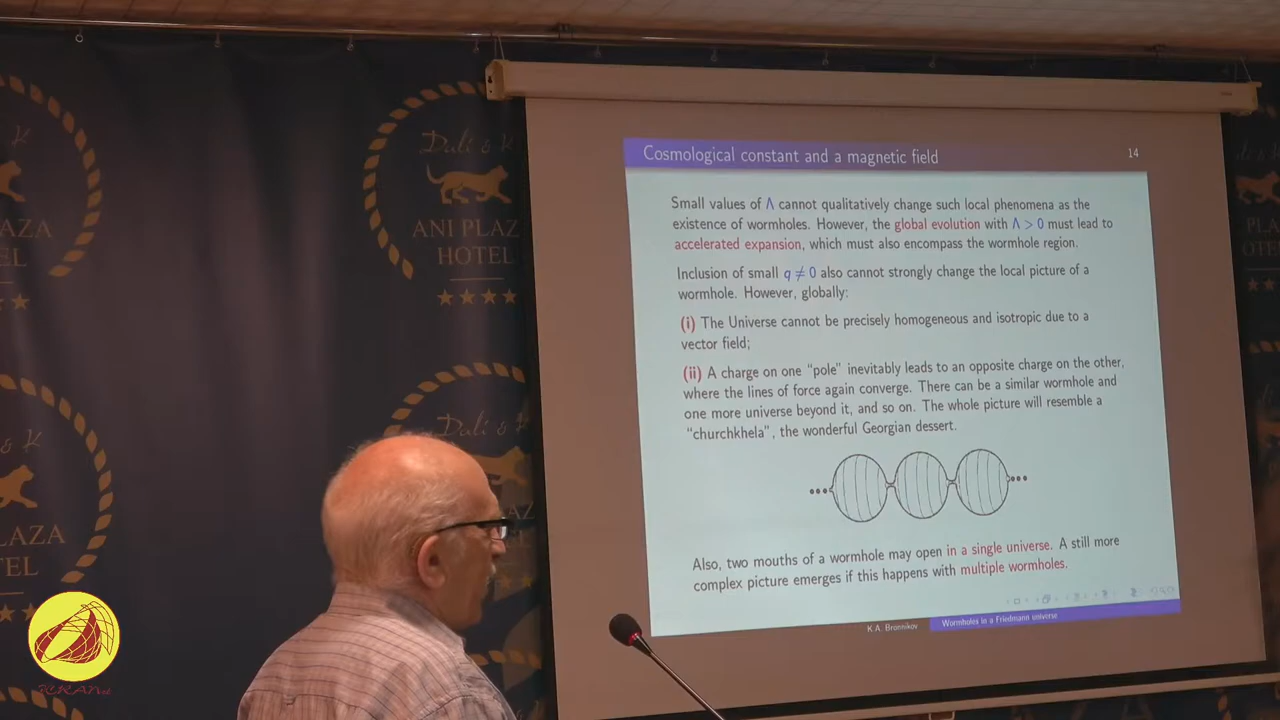 Cosmological constant and a magnetic field
14
Small values of Λ cannot qualitatively change such local phenomena as the
existence of wormholes. However, the global evolution with Λ > 0 must lead to
accelerated expansion, which must also encompass the wormhole region.
Inclusion of small q ≠ 0 also cannot strongly change the local picture of a
wormhole. However, globally:
(i) The Universe cannot be precisely homogeneous and isotropic due to a
vector field;
(ii) A charge on one "pole" inevitably leads to an opposite charge on the other,
where the lines of force again converge. There can be a similar wormhole and
one more universe beyond it, and so on. The whole picture will resemble a
"churchkhela", the wonderful Georgian dessert.
Also, two mouths of a wormhole may open in a single universe. A still more
complex picture emerges if this happens with multiple wormholes.
K.A. Bronnikov
Wormholes in a Friedmann universe
& K
PLAZA
HOTEL
Dali & K
ANI PLAZ
HOTEL
Dali & K
& K
PLAZA
TEL
ICRANet